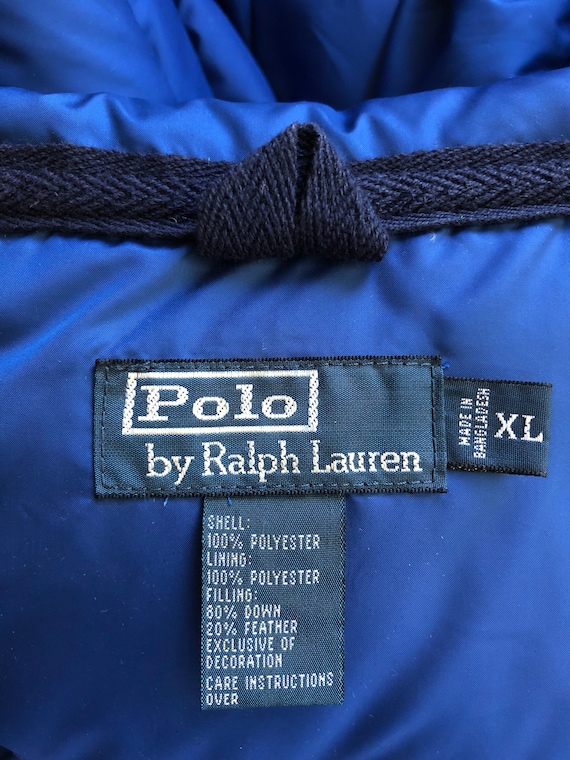 Polo
by Ralph Lauren
MADE IN
BANGLADESH
XL
SHELL:
100% POLYESTER
LINING:
100% POLYESTER
FILLING:
80% DOWN
20% FEATHER
EXCLUSIVE OF
DECORATION
CARE INSTRUCTIONS
OVER